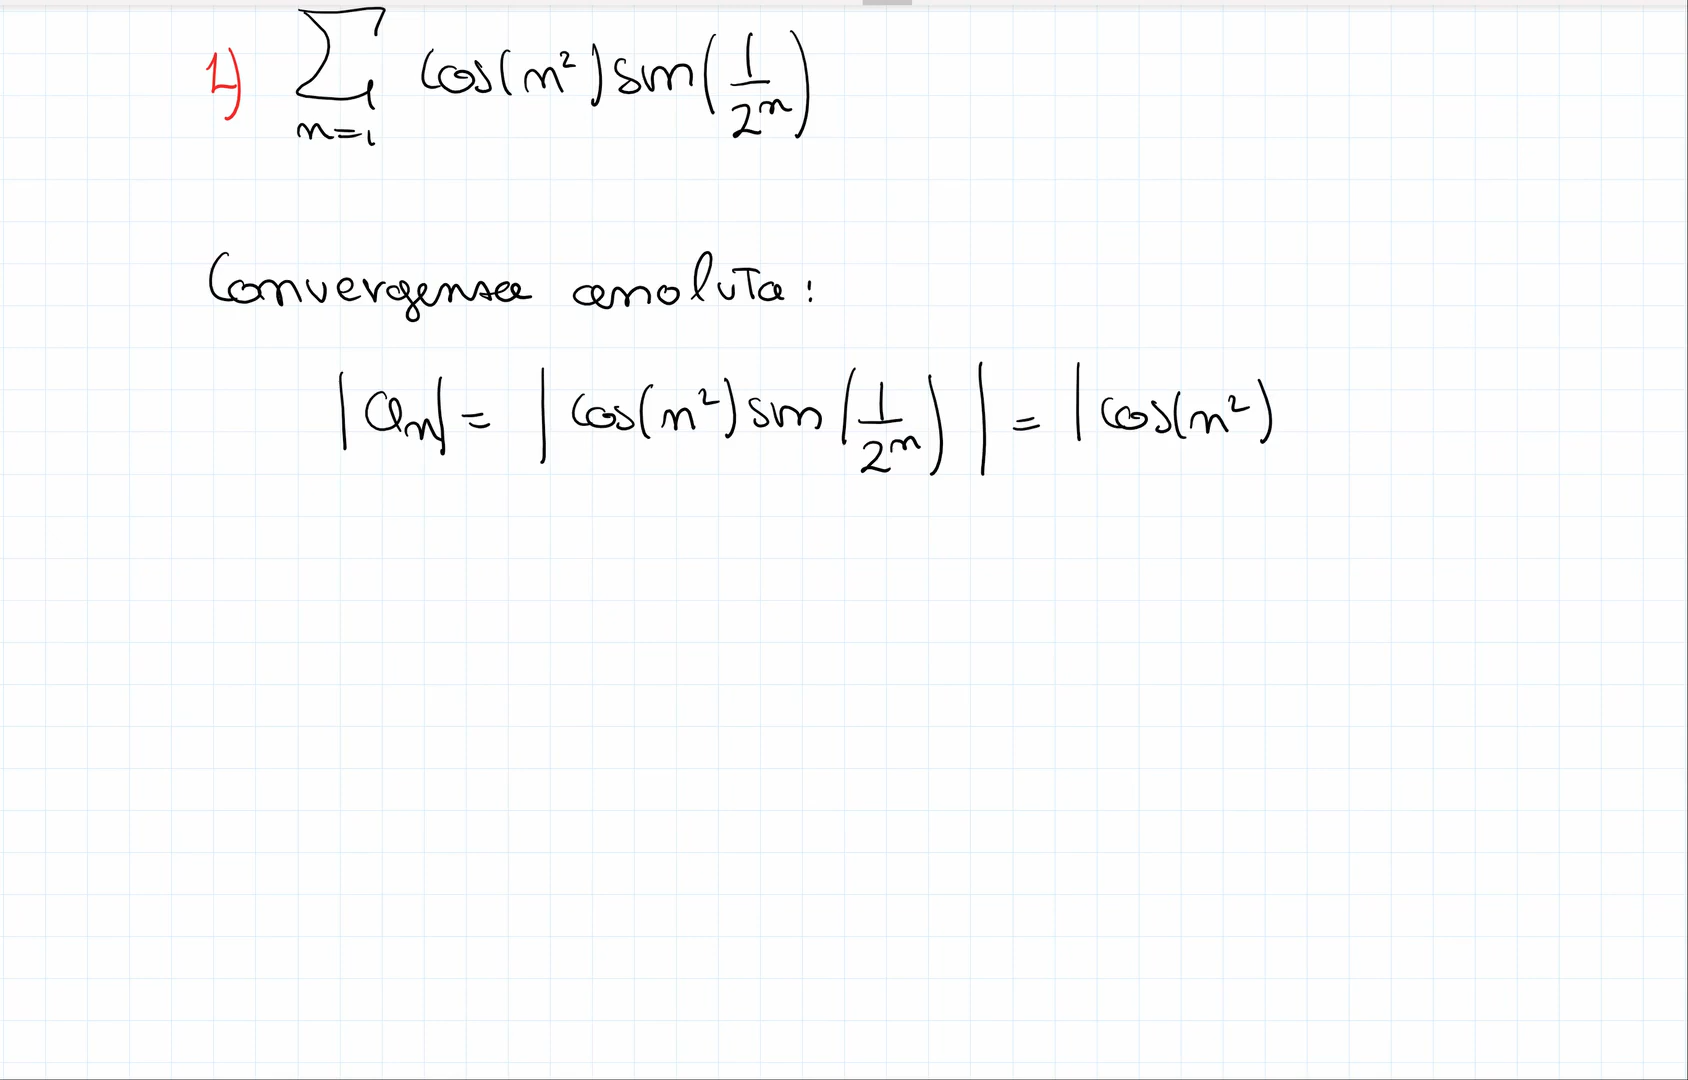 1) ∑ n=1 cos(n²) sin(1/2ⁿ)
Convergenza assoluta:
|aₙ| = |cos(n²) sin(1/2ⁿ)| = |cos(n²)